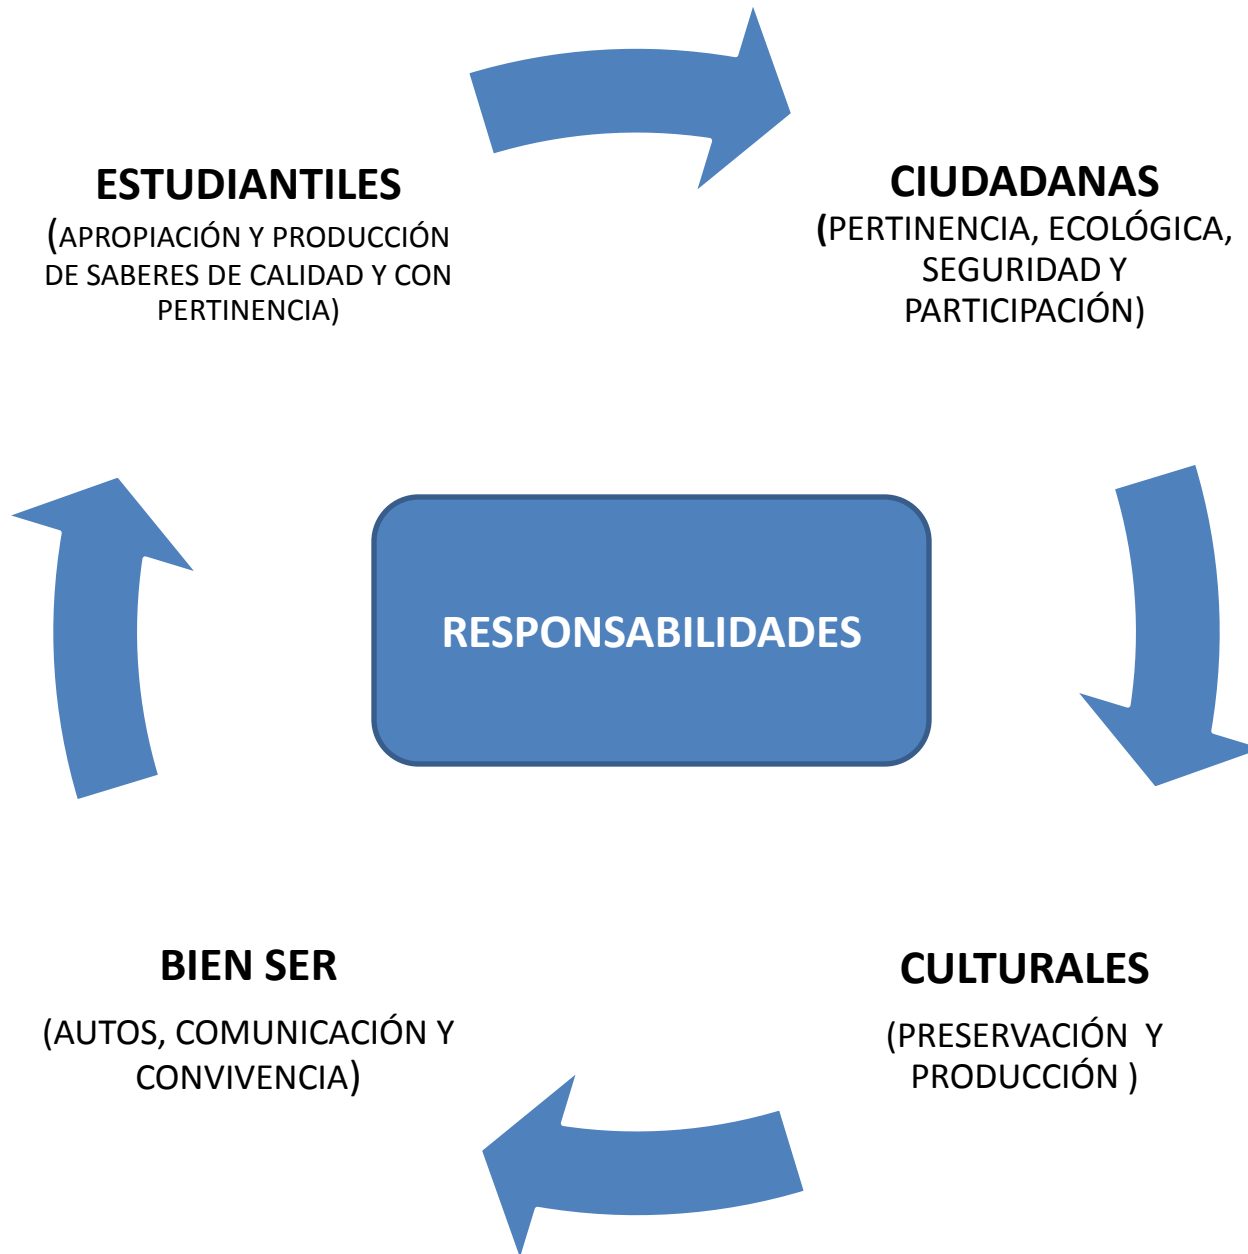 ESTUDIANTILES
(APROPIACIÓN Y PRODUCCIÓN
DE SABERES DE CALIDAD Y CON
PERTINENCIA)
CIUDADANAS
(PERTINENCIA, ECOLÓGICA,
SEGURIDAD Y
PARTICIPACIÓN)
RESPONSABILIDADES
BIEN SER
(AUTOS, COMUNICACIÓN Y
CONVIVENCIA)
CULTURALES
(PRESERVACIÓN Y
PRODUCCIÓN )